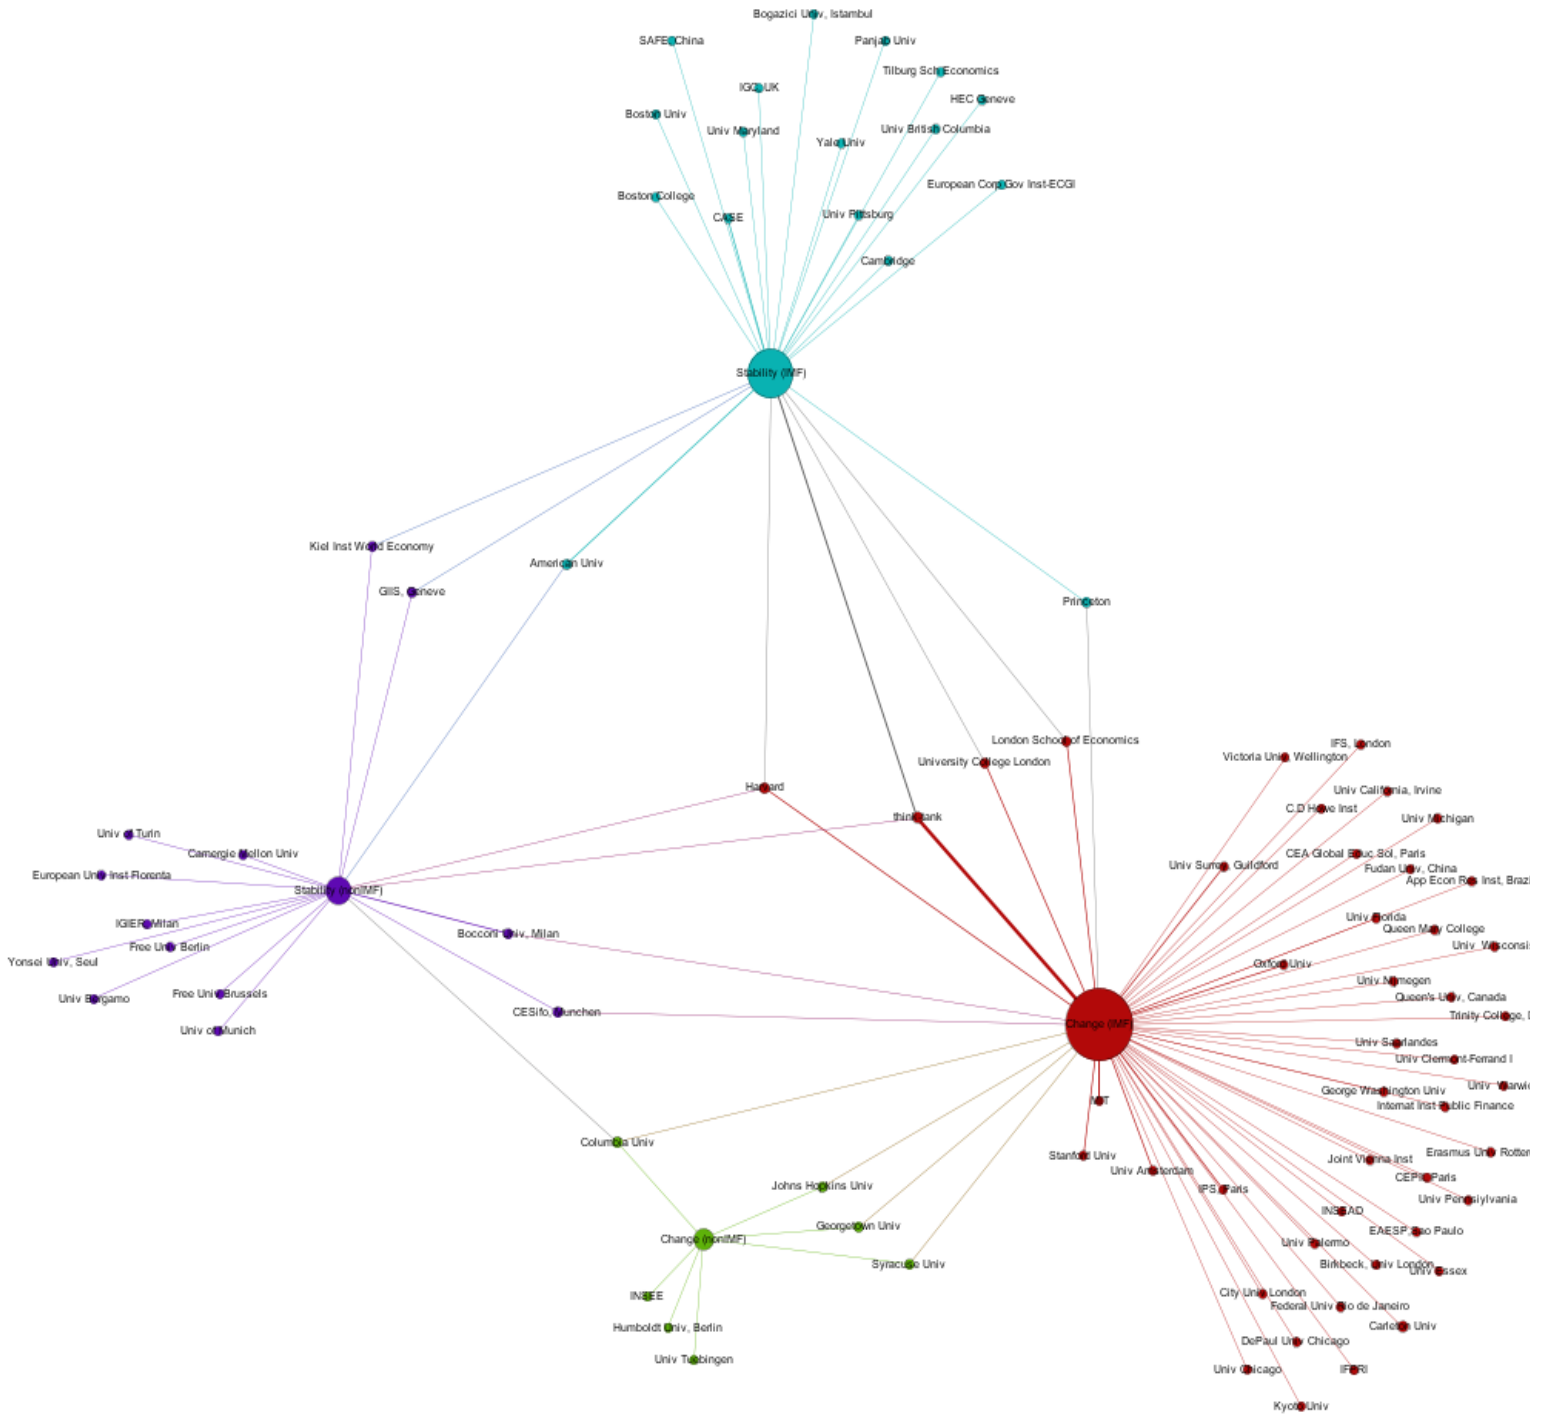 Bogazici Univ, Istambul
SAFE, China
Panjab Univ
Tilburg Sch Economics
IGC, UK
HEC Geneve
Boston Univ
Univ Maryland
Univ British Columbia
Yale Univ
European Corp Gov Inst-ECGI
Boston College
CASE
Univ Pittsburg
Cambridge
Stability (IMF)
Kiel Inst World Economy
American Univ
GIIS, Geneve
Princeton
London School of Economics
IFS, London
Victoria Univ, Wellington
University College London
Harvard
Univ California, Irvine
C.D Howe Inst
think tank
Univ Michigan
Univ of Turin
Carnergie Mellon Univ
CEA Global Educ Sol, Paris
Univ Surrey, Guildford
Fudan Univ, China
European Univ Inst Florenta
App Econ Res Inst, Brazi
Stability (nonIMF)
Univ Florida
IGIER, Milan
Queen Mary College
Bocconi Univ, Milan
Free Univ Berlin
Univ. Wisconsi
Yonsei Univ, Seul
Oxford Univ
Univ Nimegen
Free Univ Brussels
Univ Bergamo
Queen's Univ, Canada
CESifo, Munchen
Trinity College,
Change (IMF)
Univ of Munich
Univ Saarlandes
Univ Clermont-Ferrand I
Univ. Warwi
George Washington Univ
MIT
Internat Inst Public Finance
Columbia Univ
Stanford Univ
Erasmus Univ Rotter
Joint Vienna Inst
Univ Amsterdam
CEPII, Paris
Johns Hopkins Univ
IPS, Paris
Univ Pennsiylvania
INSEAD
Georgetown Univ
EAESP, Sao Paulo
Change (nonIMF)
Univ Palermo
Syracuse Univ
Birkbeck, Univ London
Univ Essex
City Univ London
INSEE
Federal Univ Rio de Janeiro
Humboldt Univ, Berlin
Carleton Univ
DePaul Univ Chicago
Univ Tuebingen
Univ Chicago
IFPRI
Kyoto Univ